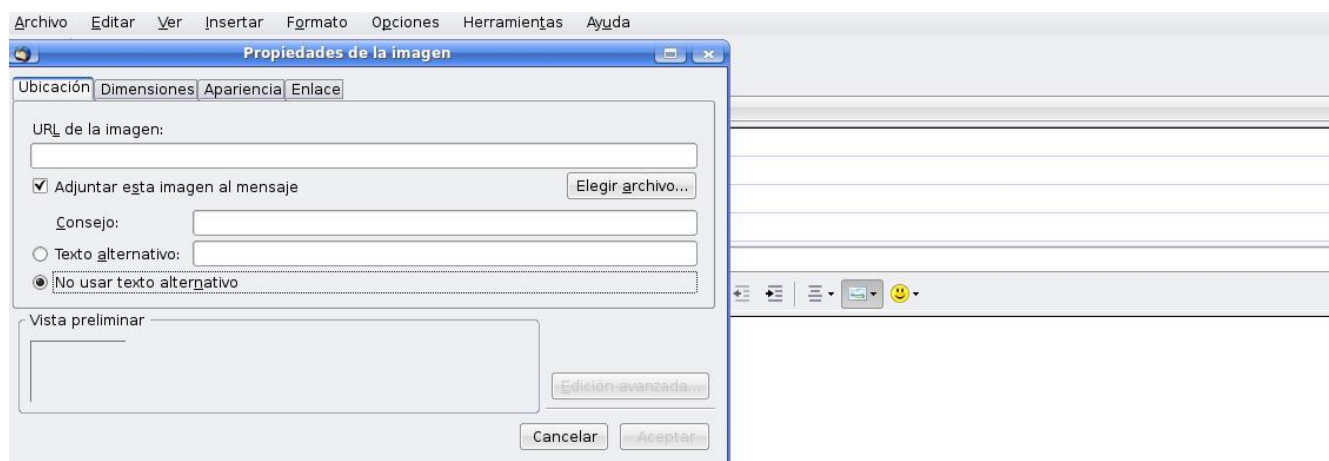 Archivo Editar Ver Insertar Formato Opciones Herramientas Ayuda
Propiedades de la imagen
Ubicación Dimensiones Apariencia Enlace
URL de la imagen:
Adjuntar esta imagen al mensaje Elegir archivo...
Consejo:
Texto alternativo:
No usar texto alternativo
Vista preliminar
Edición avanzada...
Cancelar Aceptar